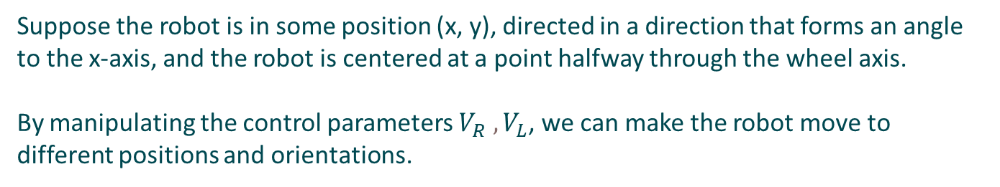 Suppose the robot is in some position (x, y), directed in a direction that forms an angle
to the x-axis, and the robot is centered at a point halfway through the wheel axis.
By manipulating the control parameters V_R , V_L, we can make the robot move to
different positions and orientations.